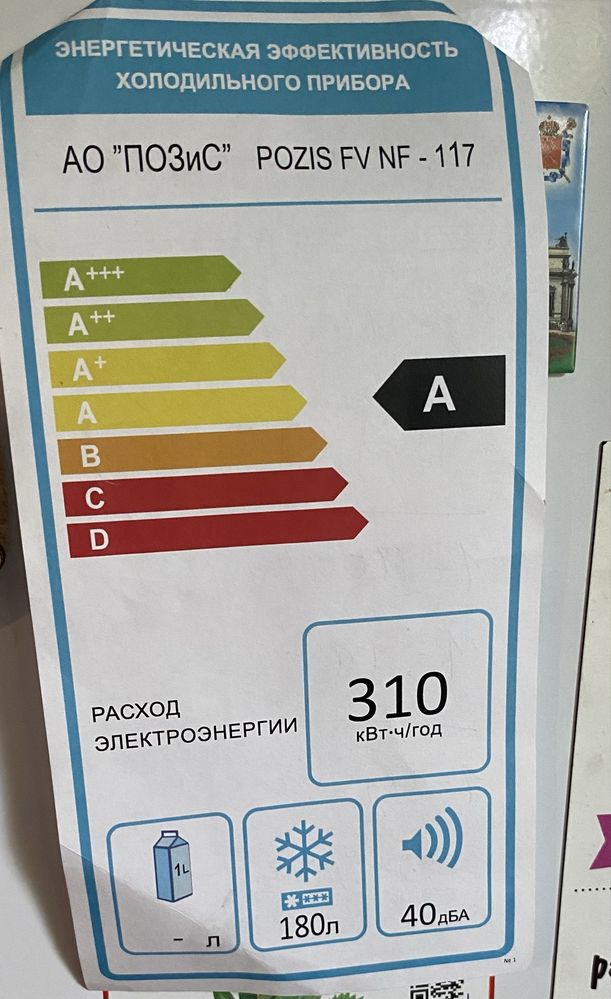 ЭНЕРГЕТИЧЕСКАЯ ЭФФЕКТИВНОСТЬ
ХОЛОДИЛЬНОГО ПРИБОРА
АО "ПОЗиС" POZIS FV NF - 117
A+++
A++
A+
A
A
B
C
D
РАСХОД
ЭЛЕКТРОЭНЕРГИИ
310
кВт·ч/год
1L
- л
180л
40дБА
№ 1